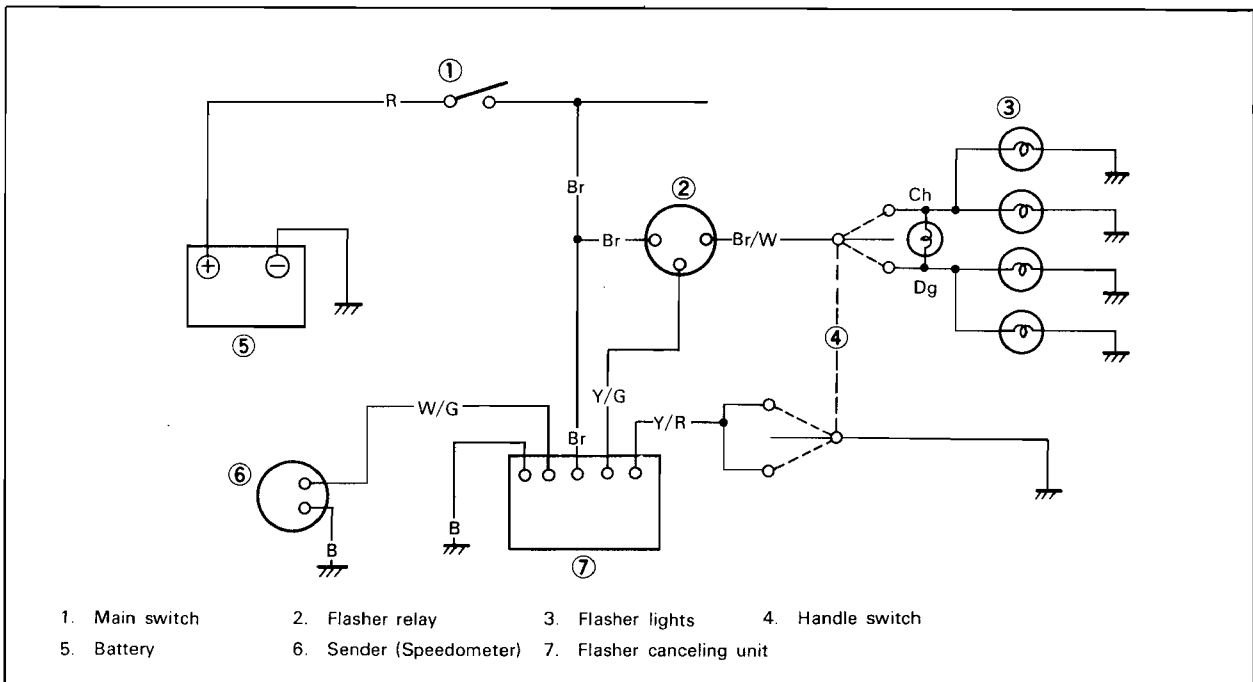 ①
R
③
Br
②
Ch
Br
Br/W
Dg
+
−
⑤
④
W/G
Y/G
Y/R
Br
⑥
B
B
⑦
1. Main switch 2. Flasher relay 3. Flasher lights 4. Handle switch
5. Battery 6. Sender (Speedometer) 7. Flasher canceling unit